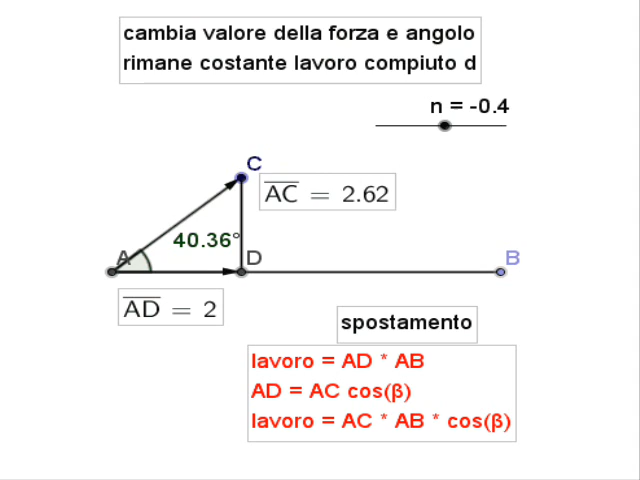 cambia valore della forza e angolo
rimane costante lavoro compiuto d
n = -0.4
C
AC = 2.62
40.36°
A
D
B
AD = 2
spostamento
lavoro = AD * AB
AD = AC cos(β)
lavoro = AC * AB * cos(β)